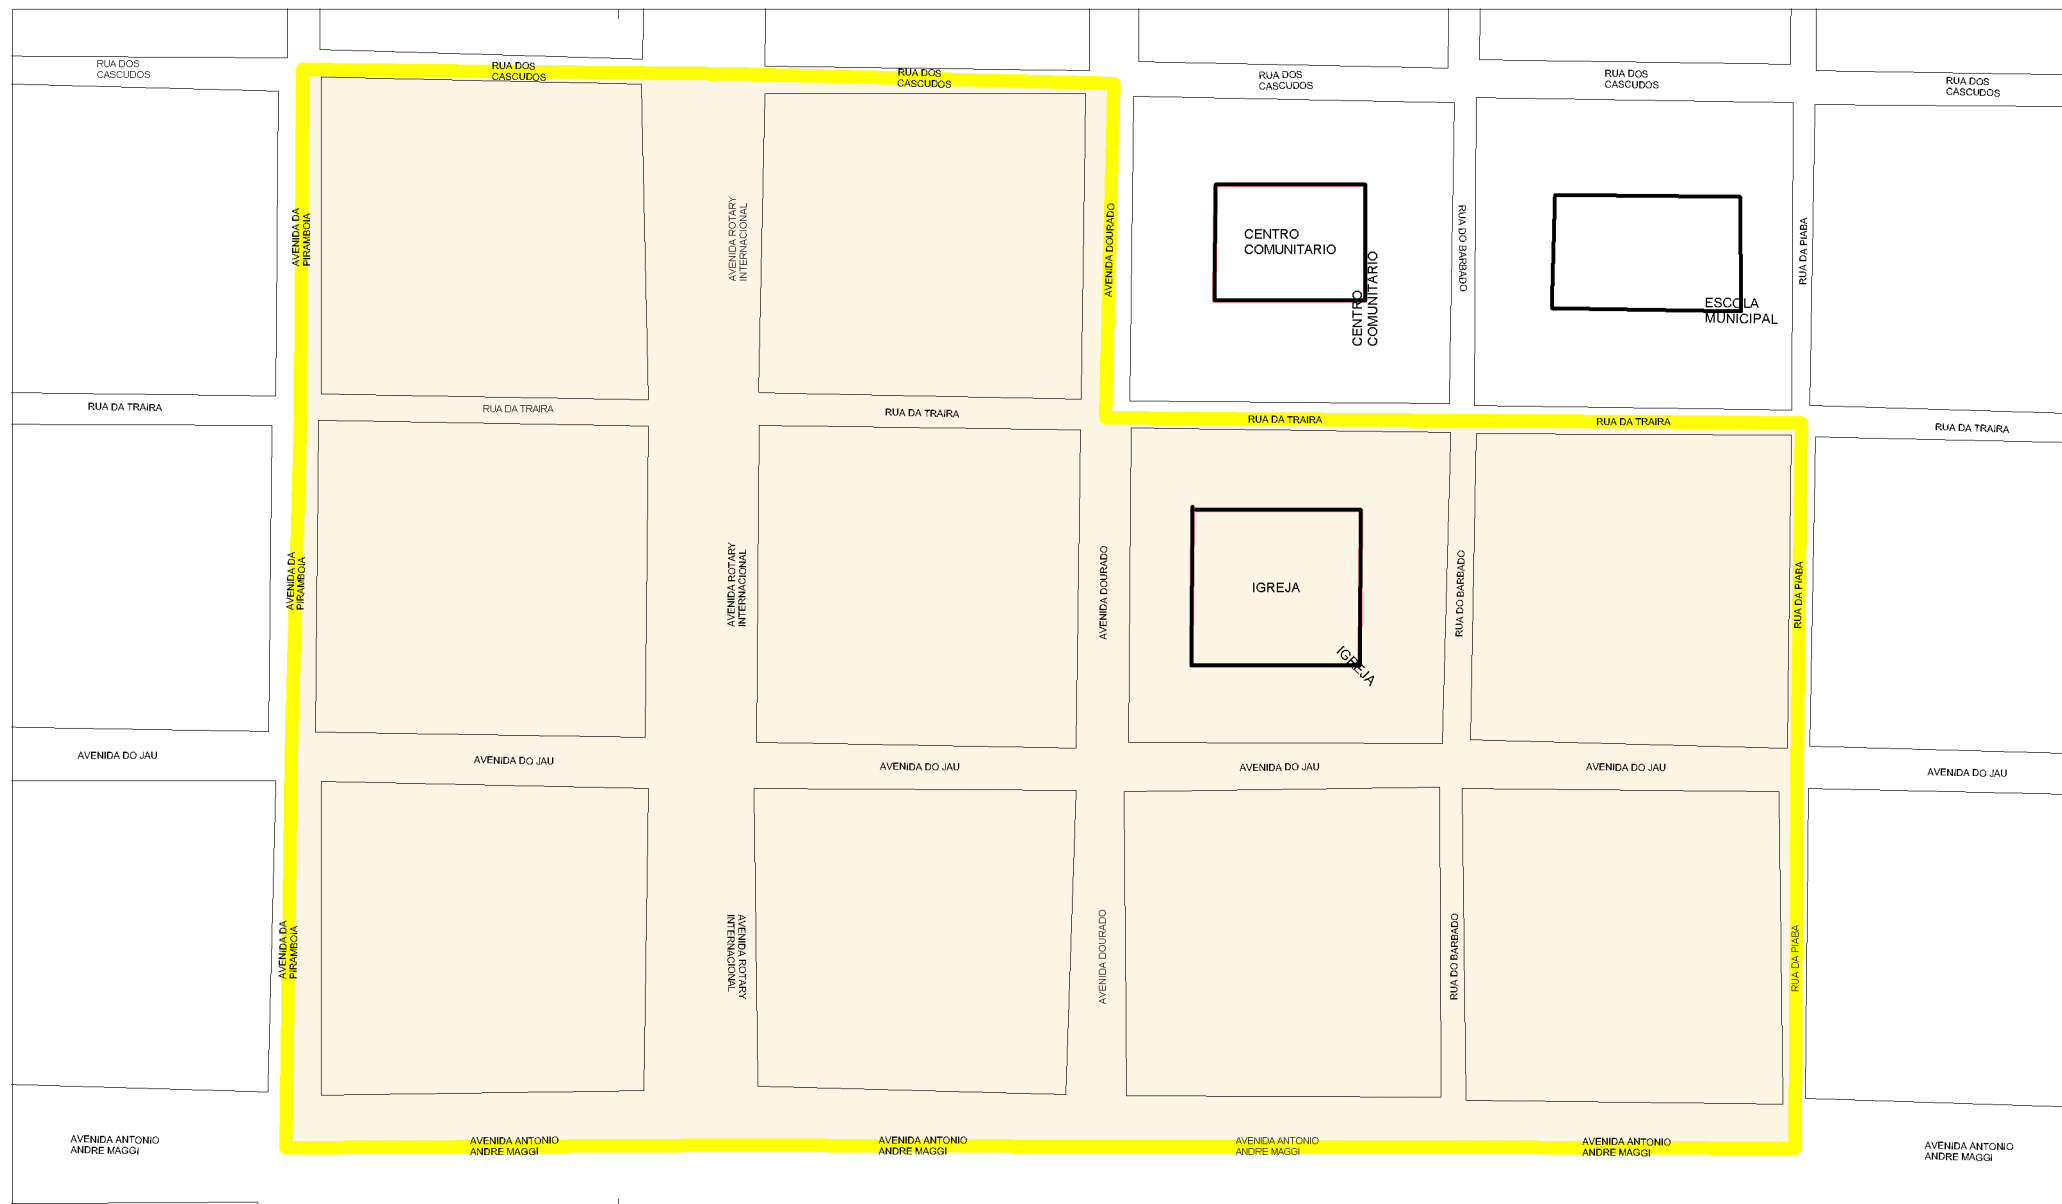 RUA DOS
CASCUDOS
RUA DOS
CASCUDOS
RUA DOS
CASCUDOS
RUA DOS
CASCUDOS
RUA DOS
CASCUDOS
RUA DOS
CASCUDOS
AVENIDA DA
PIRAMBOIA
AVENIDA ROTARY
INTERNACIONAL
AVENIDA DOURADO
CENTRO
COMUNITARIO
CENTRO
COMUNITARIO
RUA DO BARBADO
ESCOLA
MUNICIPAL
RUA DA PIABA
RUA DA TRAIRA
RUA DA TRAIRA
RUA DA TRAIRA
RUA DA TRAIRA
RUA DA TRAIRA
RUA DA TRAIRA
AVENIDA DA
PIRAMBOIA
AVENIDA ROTARY
INTERNACIONAL
AVENIDA DOURADO
IGREJA
IGREJA
RUA DO BARBADO
RUA DA PIABA
AVENIDA DO JAU
AVENIDA DO JAU
AVENIDA DO JAU
AVENIDA DO JAU
AVENIDA DO JAU
AVENIDA DO JAU
AVENIDA DA
PIRAMBOIA
AVENIDA ROTARY
INTERNACIONAL
AVENIDA DOURADO
RUA DO BARBADO
RUA DA PIABA
AVENIDA ANTONIO
ANDRE MAGGI
AVENIDA ANTONIO
ANDRE MAGGI
AVENIDA ANTONIO
ANDRE MAGGI
AVENIDA ANTONIO
ANDRE MAGGI
AVENIDA ANTONIO
ANDRE MAGGI
AVENIDA ANTONIO
ANDRE MAGGI